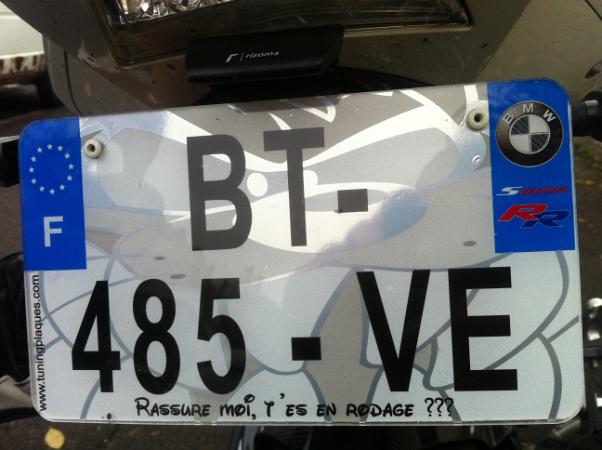 rizoma
BT-
BMW
S1000
RR
F
485-VE
www.tuningplaques.com
RASSURE MOI, T'ES EN RODAGE ???